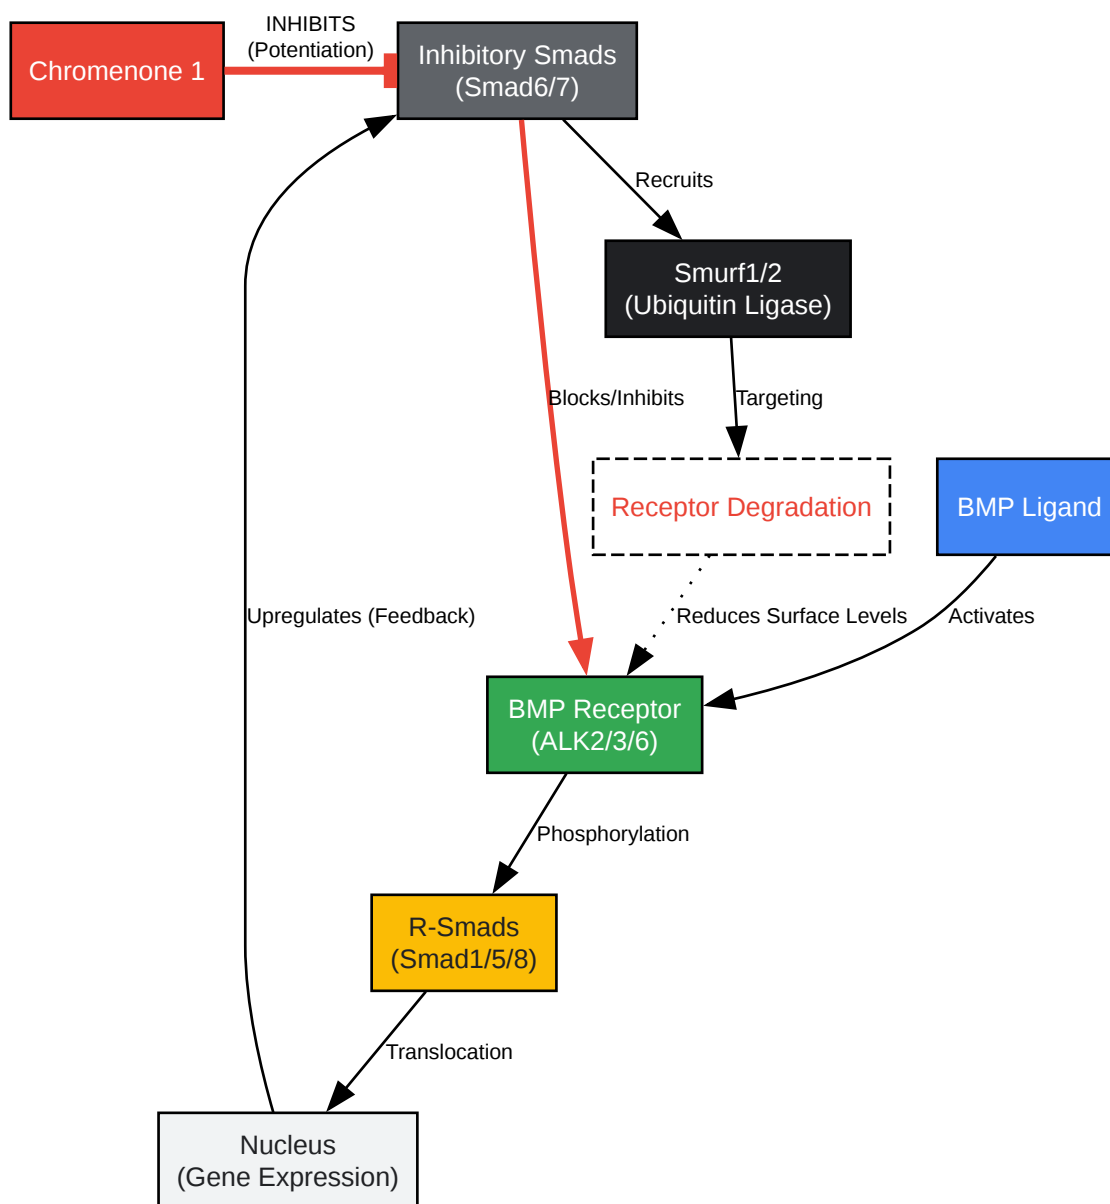 INHIBITS
(Potentiation)
Chromenone 1
Inhibitory Smads
(Smad6/7)
Recruits
Smurf1/2
(Ubiquitin Ligase)
Blocks/Inhibits
Targeting
Receptor Degradation
BMP Ligand
Upregulates (Feedback)
Reduces Surface Levels
Activates
BMP Receptor
(ALK2/3/6)
Phosphorylation
R-Smads
(Smad1/5/8)
Translocation
Nucleus
(Gene Expression)